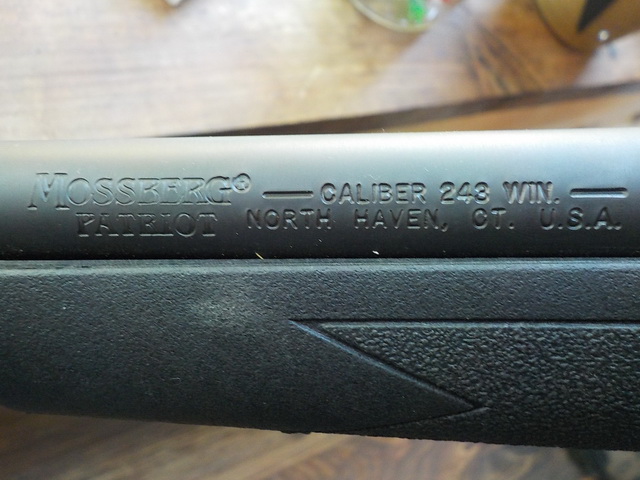 MOSSBERG® — CALIBER 243 WIN. —
PATRIOT NORTH HAVEN, CT. U.S.A.